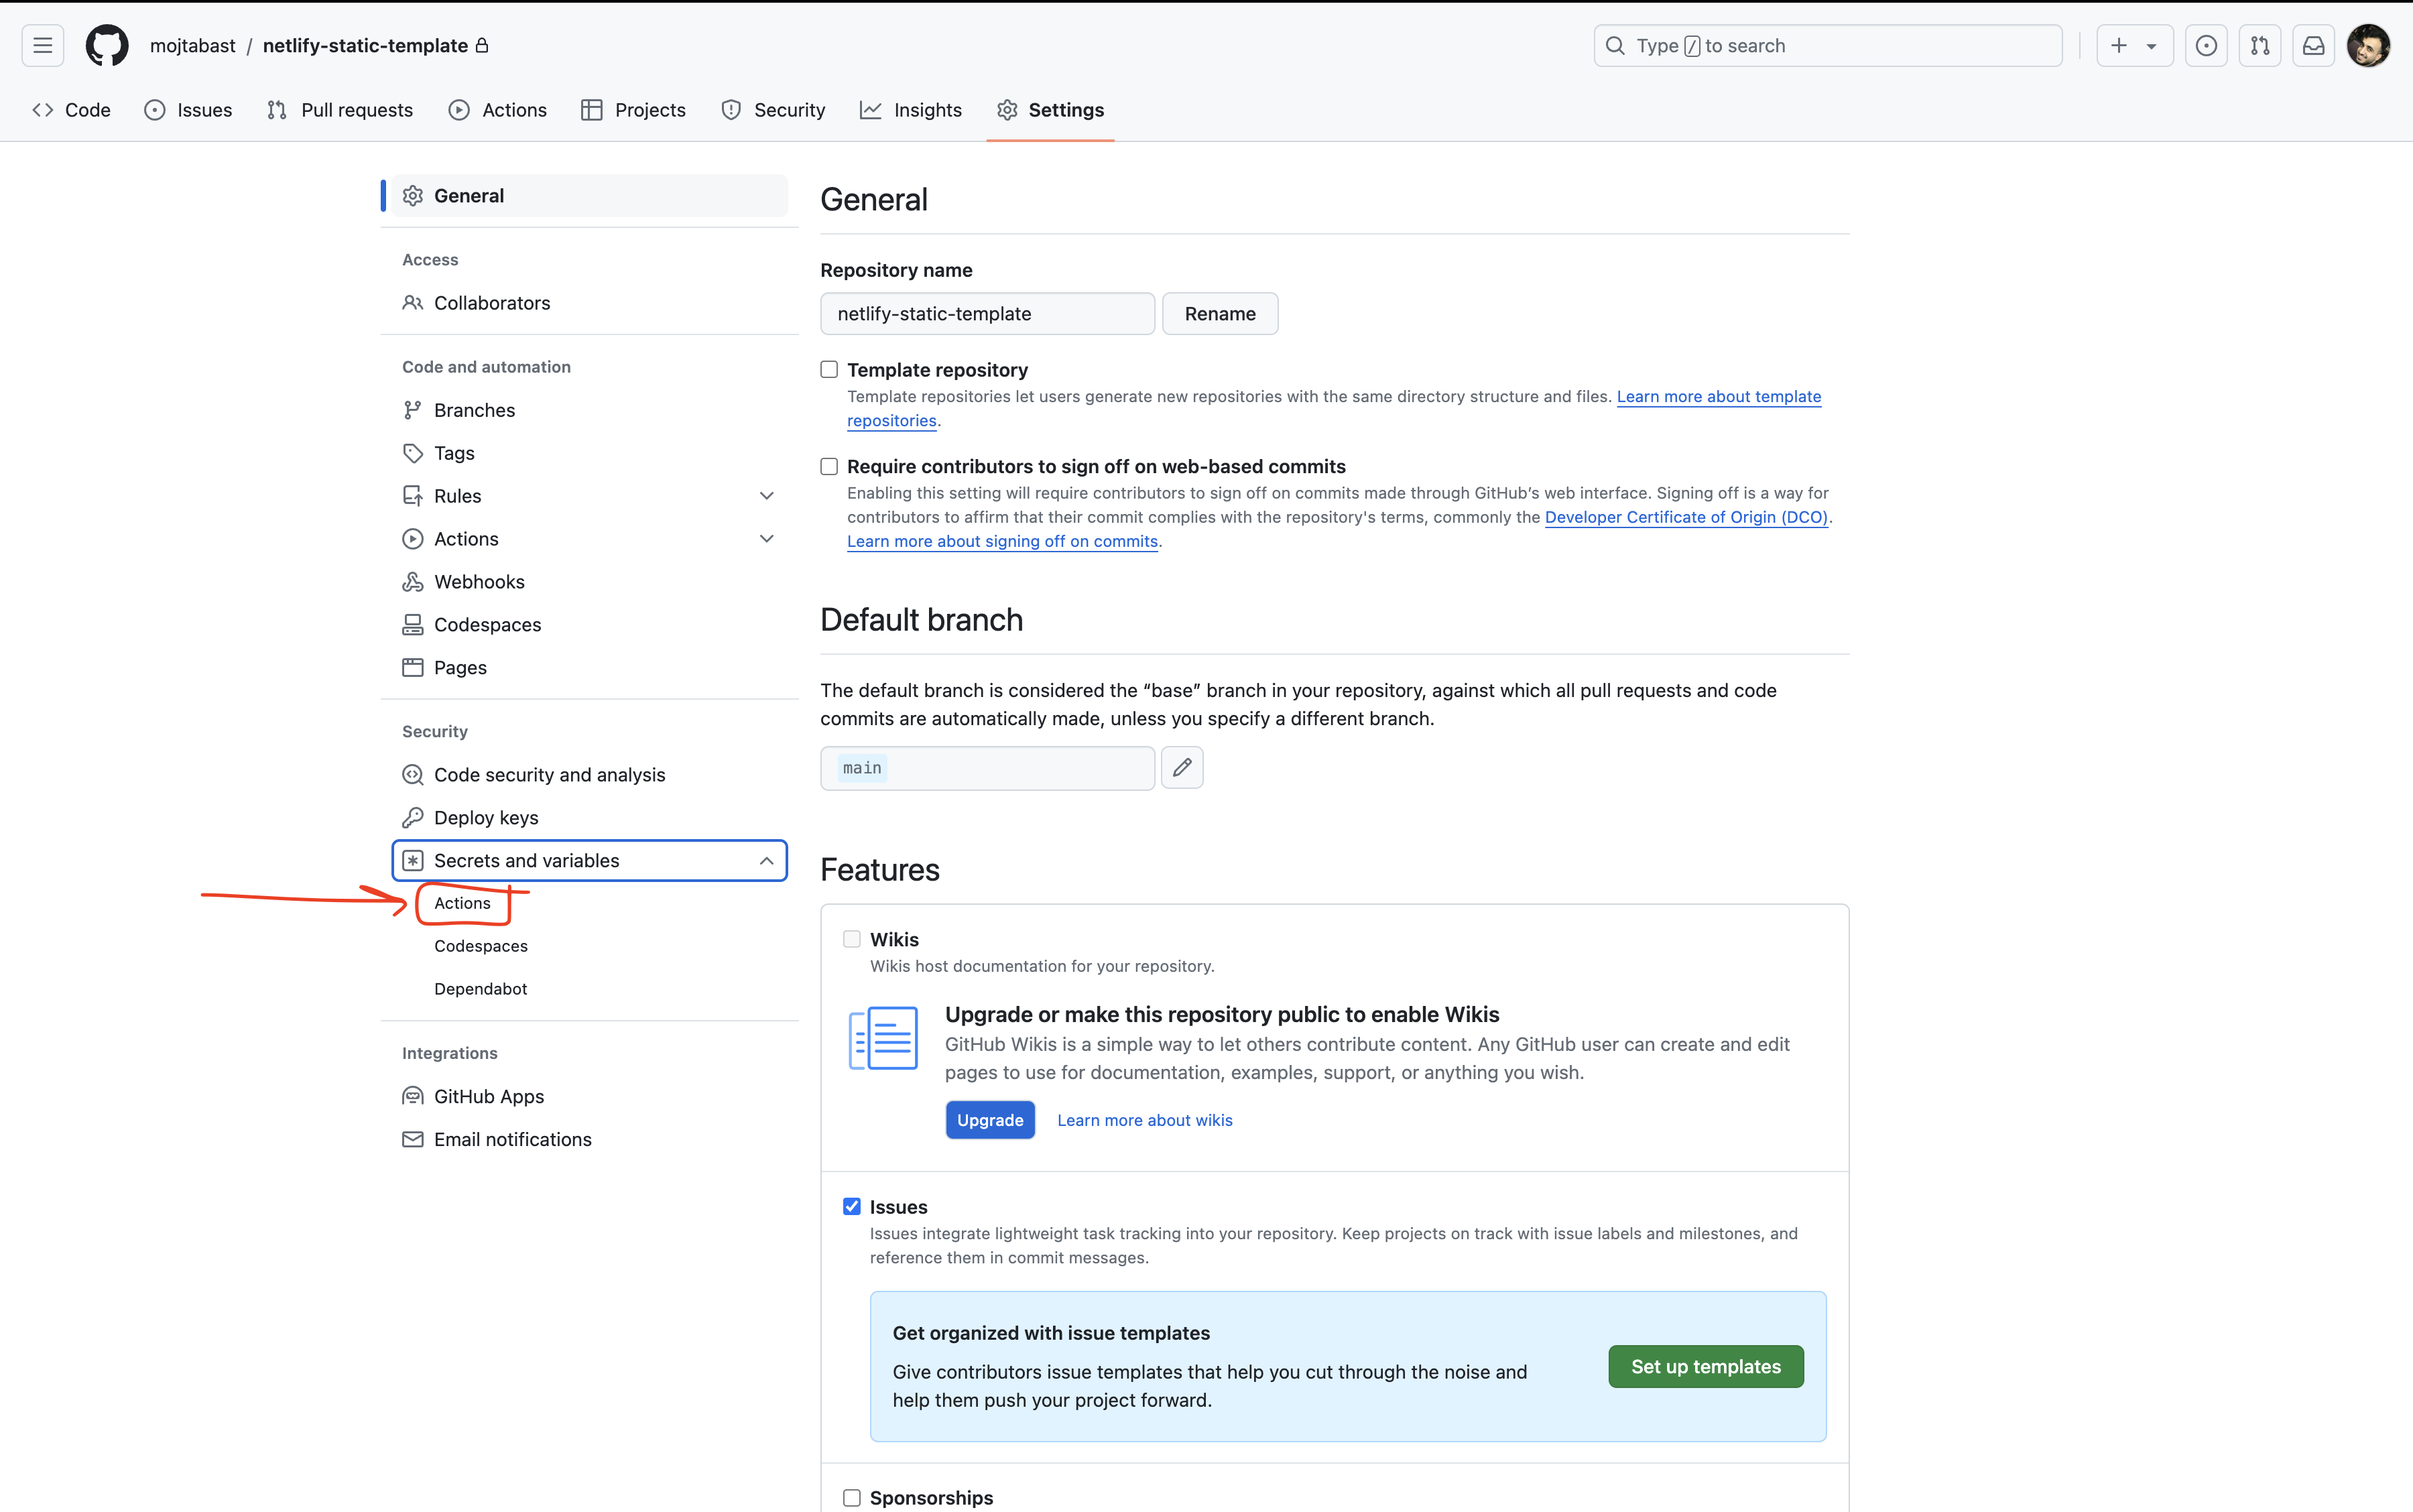 mojtabast / netlify-static-template
Type / to search
Code
Issues
Pull requests
Actions
Projects
Security
Insights
Settings
General
Access
Collaborators
Code and automation
Branches
Tags
Rules
Actions
Webhooks
Codespaces
Pages
Security
Code security and analysis
Deploy keys
Secrets and variables
Actions
Codespaces
Dependabot
Integrations
GitHub Apps
Email notifications
General
Repository name
netlify-static-template
Rename
Template repository
Template repositories let users generate new repositories with the same directory structure and files. Learn more about template
repositories.
Require contributors to sign off on web-based commits
Enabling this setting will require contributors to sign off on commits made through GitHub’s web interface. Signing off is a way for
contributors to affirm that their commit complies with the repository's terms, commonly the Developer Certificate of Origin (DCO).
Learn more about signing off on commits.
Default branch
The default branch is considered the “base” branch in your repository, against which all pull requests and code
commits are automatically made, unless you specify a different branch.
main
Features
Wikis
Wikis host documentation for your repository.
Upgrade or make this repository public to enable Wikis
GitHub Wikis is a simple way to let others contribute content. Any GitHub user can create and edit
pages to use for documentation, examples, support, or anything you wish.
Upgrade
Learn more about wikis
Issues
Issues integrate lightweight task tracking into your repository. Keep projects on track with issue labels and milestones, and
reference them in commit messages.
Get organized with issue templates
Give contributors issue templates that help you cut through the noise and
help them push your project forward.
Set up templates
Sponsorships